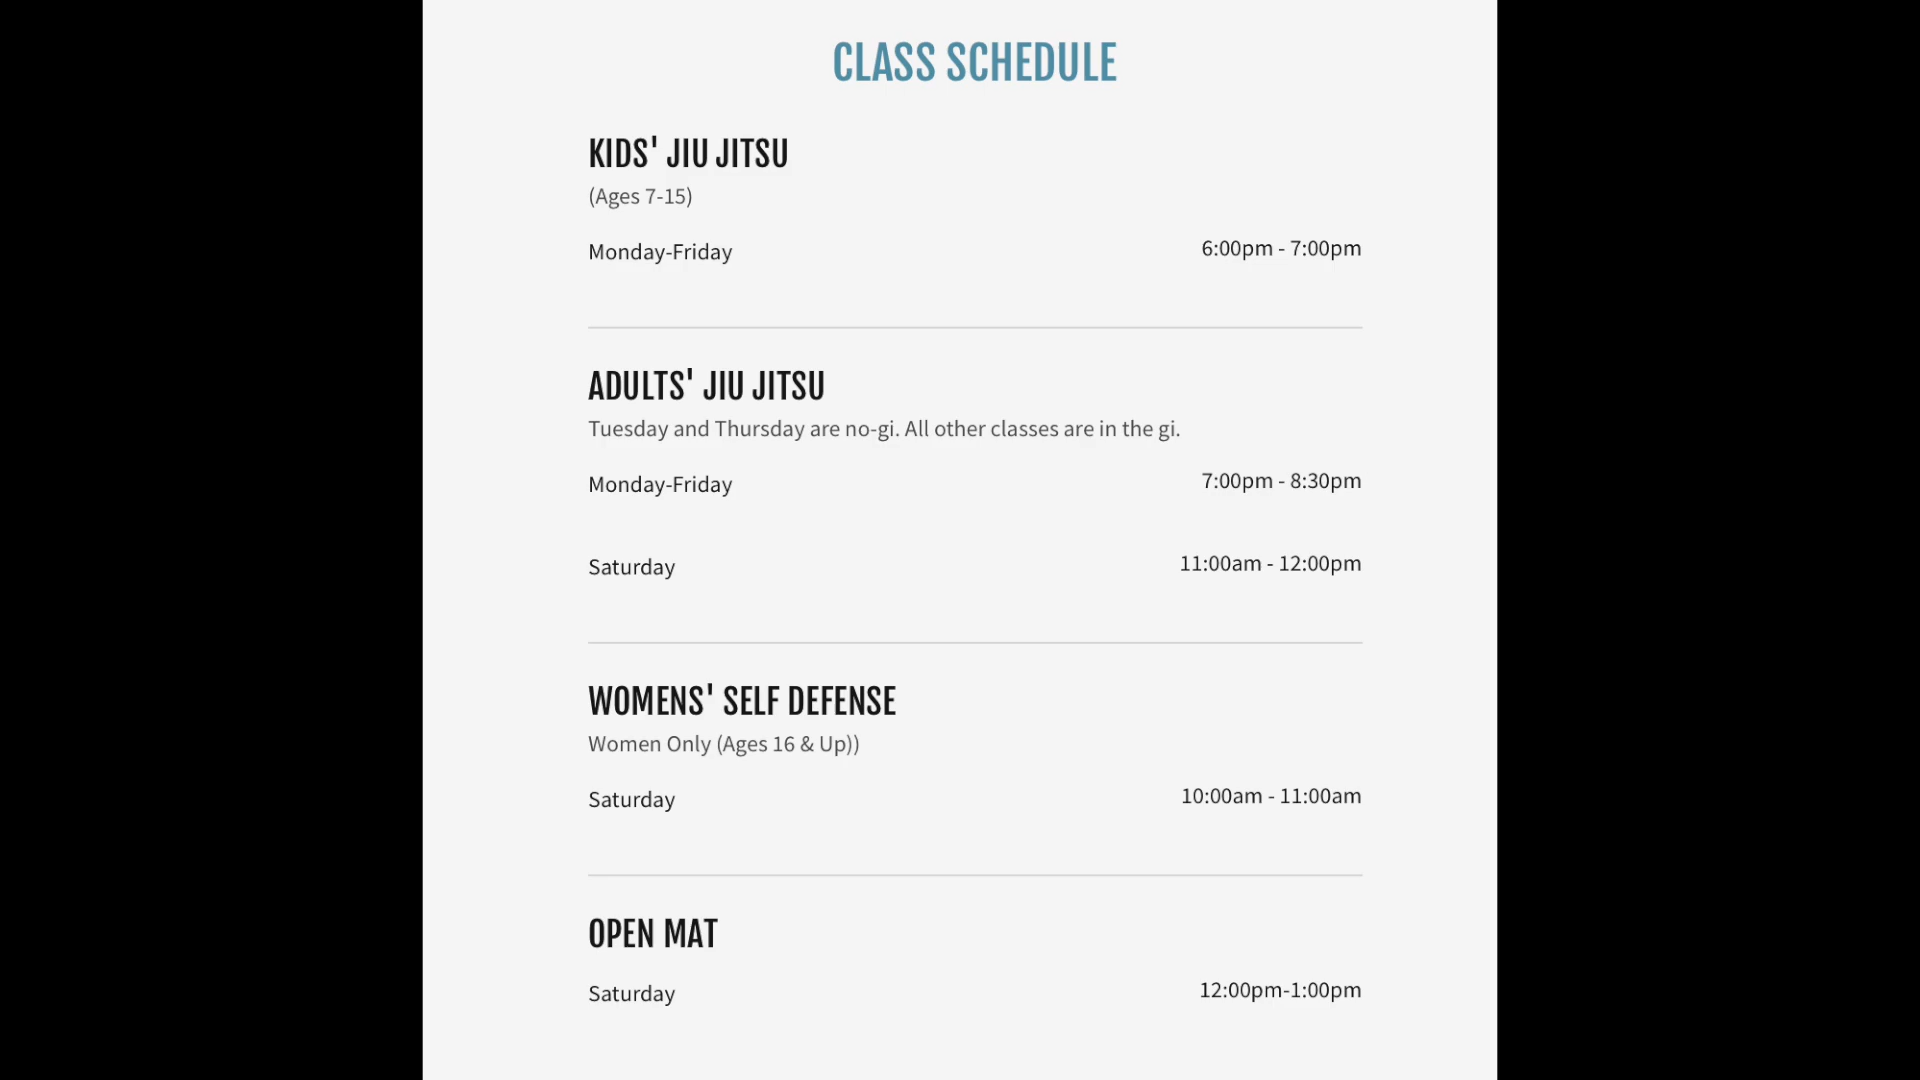 CLASS SCHEDULE
KIDS' JIU JITSU
(Ages 7-15)
Monday-Friday 6:00pm - 7:00pm
ADULTS' JIU JITSU
Tuesday and Thursday are no-gi. All other classes are in the gi.
Monday-Friday 7:00pm - 8:30pm
Saturday 11:00am - 12:00pm
WOMENS' SELF DEFENSE
Women Only (Ages 16 & Up))
Saturday 10:00am - 11:00am
OPEN MAT
Saturday 12:00pm-1:00pm